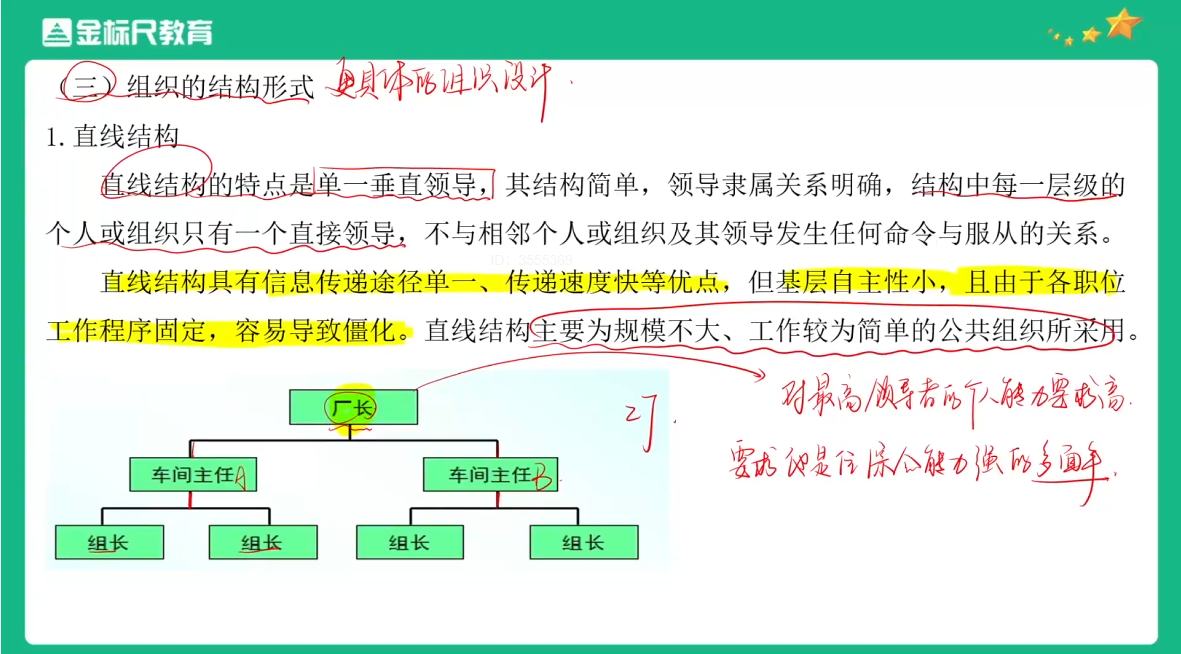 金标尺教育
（三）组织的结构形式 更具体的组织设计.
1.直线结构
直线结构的特点是单一垂直领导，其结构简单，领导隶属关系明确，结构中每一层级的
个人或组织只有一个直接领导，不与相邻个人或组织及其领导发生任何命令与服从的关系。
ID：3555369
直线结构具有信息传递途径单一、传递速度快等优点，但基层自主性小，且由于各职位
工作程序固定，容易导致僵化。直线结构主要为规模不大、工作较为简单的公共组织所采用。
对最高领导者的个人能力要求高.
厂长
要求他是位综合能力强的多面手.
车间主任A 车间主任B
组长 组长 组长 组长